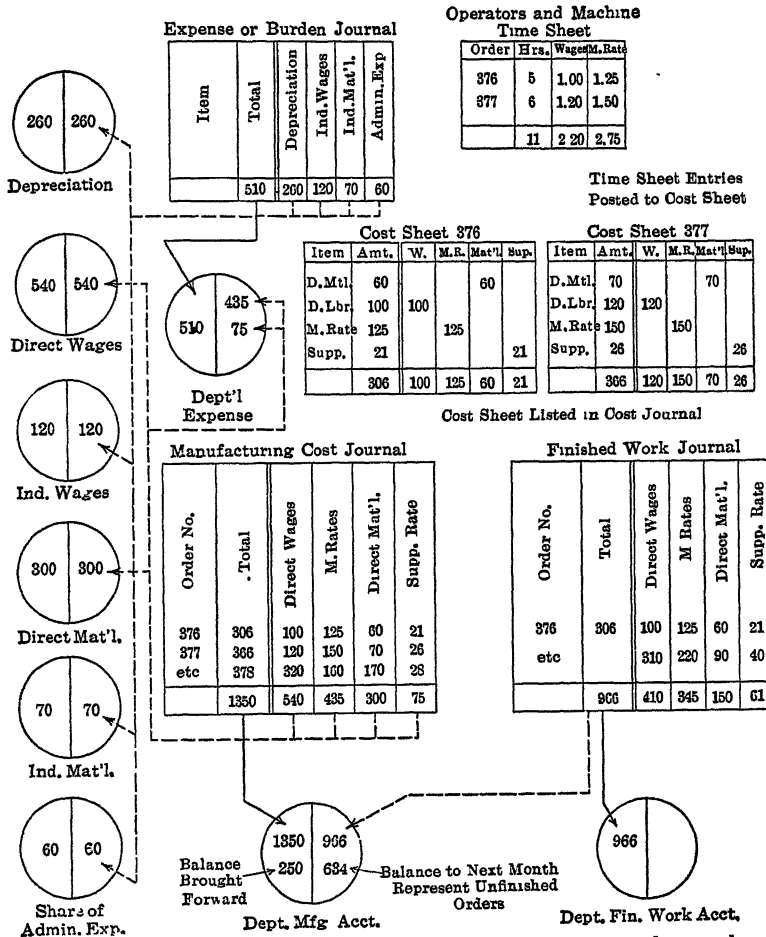 Operators and Machine
Time Sheet
Order Hrs. Wages M.Rate
376 5 1.00 1.25
377 6 1.20 1.50
11 2 20 2.75
Expense or Burden Journal
Item Total Depreciation Ind.Wages Ind.Mat'l. Admin.Exp
510 260 120 70 60
260 260
Depreciation
Time Sheet Entries
Posted to Cost Sheet
Cost Sheet 376
Item Amt. W. M.R. Mat'l. Sup.
D.Mtl. 60 60
D.Lbr. 100 100
M.Rate 125 125
Supp. 21 21
306 100 125 60 21
Cost Sheet 377
Item Amt. W. M.R. Mat'l. Sup.
D.Mtl. 70 70
D.Lbr. 120 120
M.Rate 150 150
Supp. 26 26
366 120 150 70 26
540 540
Direct Wages
510 435
75
Dept'l
Expense
Cost Sheet Listed in Cost Journal
120 120
Ind. Wages
Manufacturing Cost Journal
Order No. .Total Direct Wages M.Rates Direct Mat'l. Supp. Rate
376 306 100 125 60 21
377 366 120 150 70 26
etc 378 320 160 170 28
1350 540 435 300 75
Finished Work Journal
Order No. Total Direct Wages M Rates Direct Mat'l. Supp. Rate
376 306 100 125 60 21
etc 310 220 90 40
966 410 345 150 61
300 300
Direct Mat'l.
70 70
Ind. Mat'l.
60 60
Share of
Admin. Exp.
1350 966
250 634
Balance
Brought
Forward
Balance to Next Month
Represent Unfinished
Orders
Dept. Mfg Acct.
966
Dept. Fin. Work Acct.